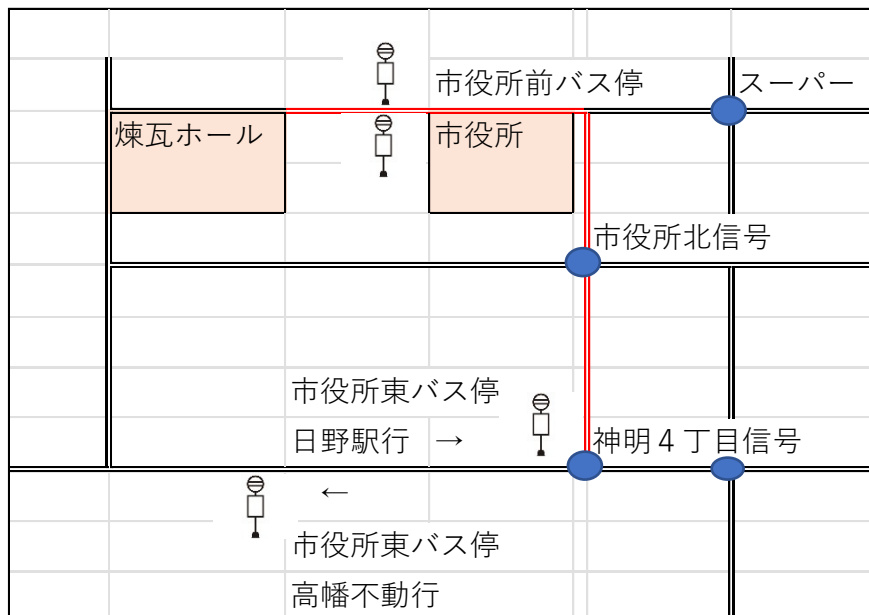 市役所前バス停
スーパー
煉瓦ホール
市役所
市役所北信号
市役所東バス停
日野駅行 →
神明４丁目信号
←
市役所東バス停
高幡不動行